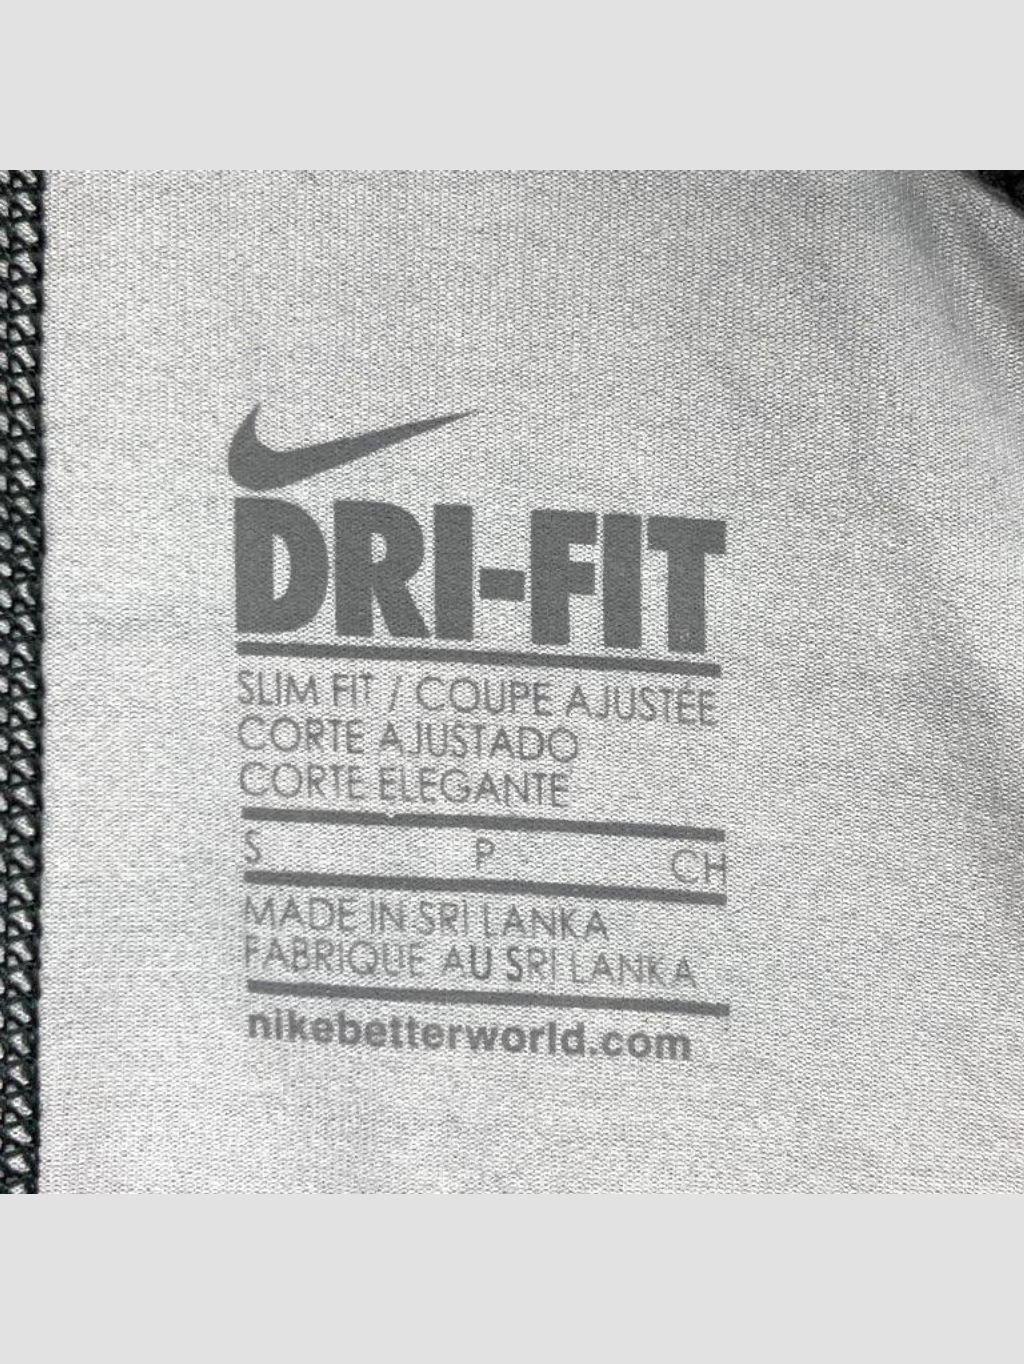 DRI-FIT
SLIM FIT / COUPE AJUSTÉE
CORTE AJUSTADO
CORTE ELEGANTE
S P CH
MADE IN SRI LANKA
FABRIQUE AU SRI LANKA
nikebetterworld.com